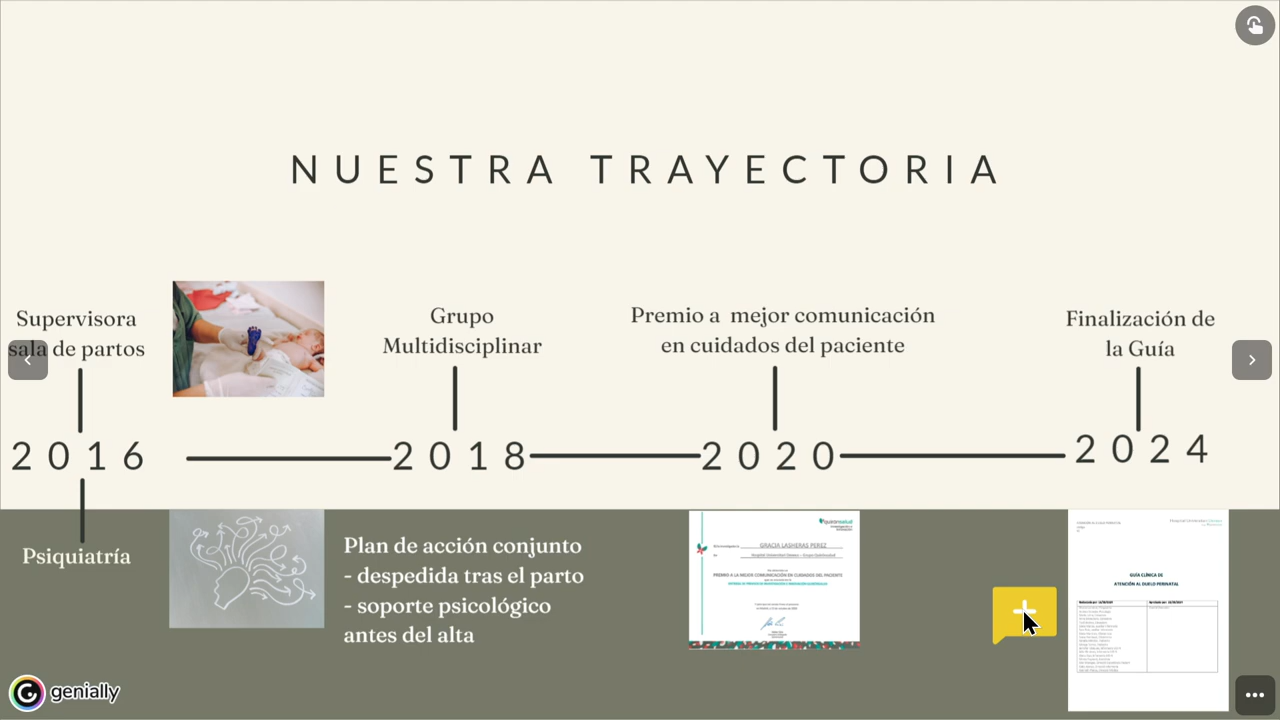 NUESTRA TRAYECTORIA
Supervisora
sala de partos
Grupo
Multidisciplinar
Premio a mejor comunicación
en cuidados del paciente
Finalización de
la Guía
2016
2018
2020
2024
Psiquiatría
Plan de acción conjunto
- despedida tras el parto
- soporte psicológico
antes del alta
quirónsalud
GRACIA LASHERAS PEREZ
PREMIO A LA MEJOR COMUNICACIÓN EN CUIDADOS DEL PACIENTE
GUÍA CLÍNICA DE
ATENCIÓN AL DUELO PERINATAL
genially